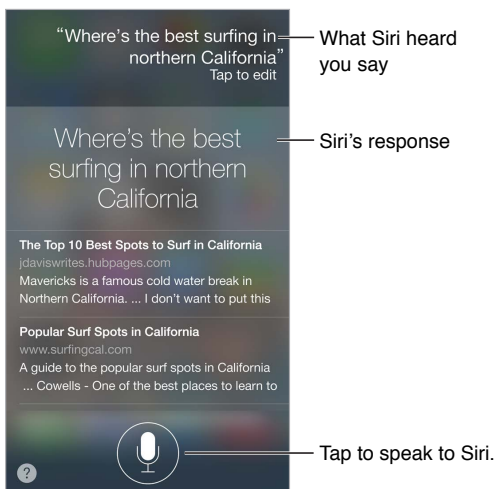 “Where’s the best surfing in
northern California”
Tap to edit
What Siri heard
you say
Where’s the best
surfing in northern
California
Siri’s response
The Top 10 Best Spots to Surf in California
jdaviswrites.hubpages.com
Mavericks is a famous cold water break in
Northern California. ... I don’t want to put this
Popular Surf Spots in California
www.surfingcal.com
A guide to the popular surf spots in California
... Cowells - One of the best places to learn to
Tap to speak to Siri.
?